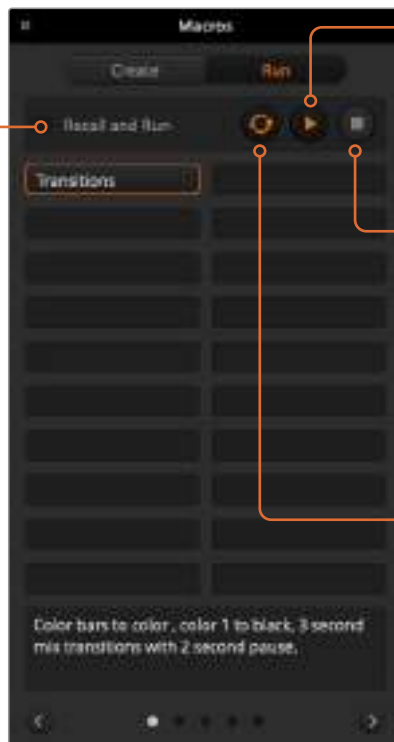 Macros
Create Run
Recall and Run
Transitions
Color bars to color , color 1 to black, 3 second
mix transitions with 2 second pause.